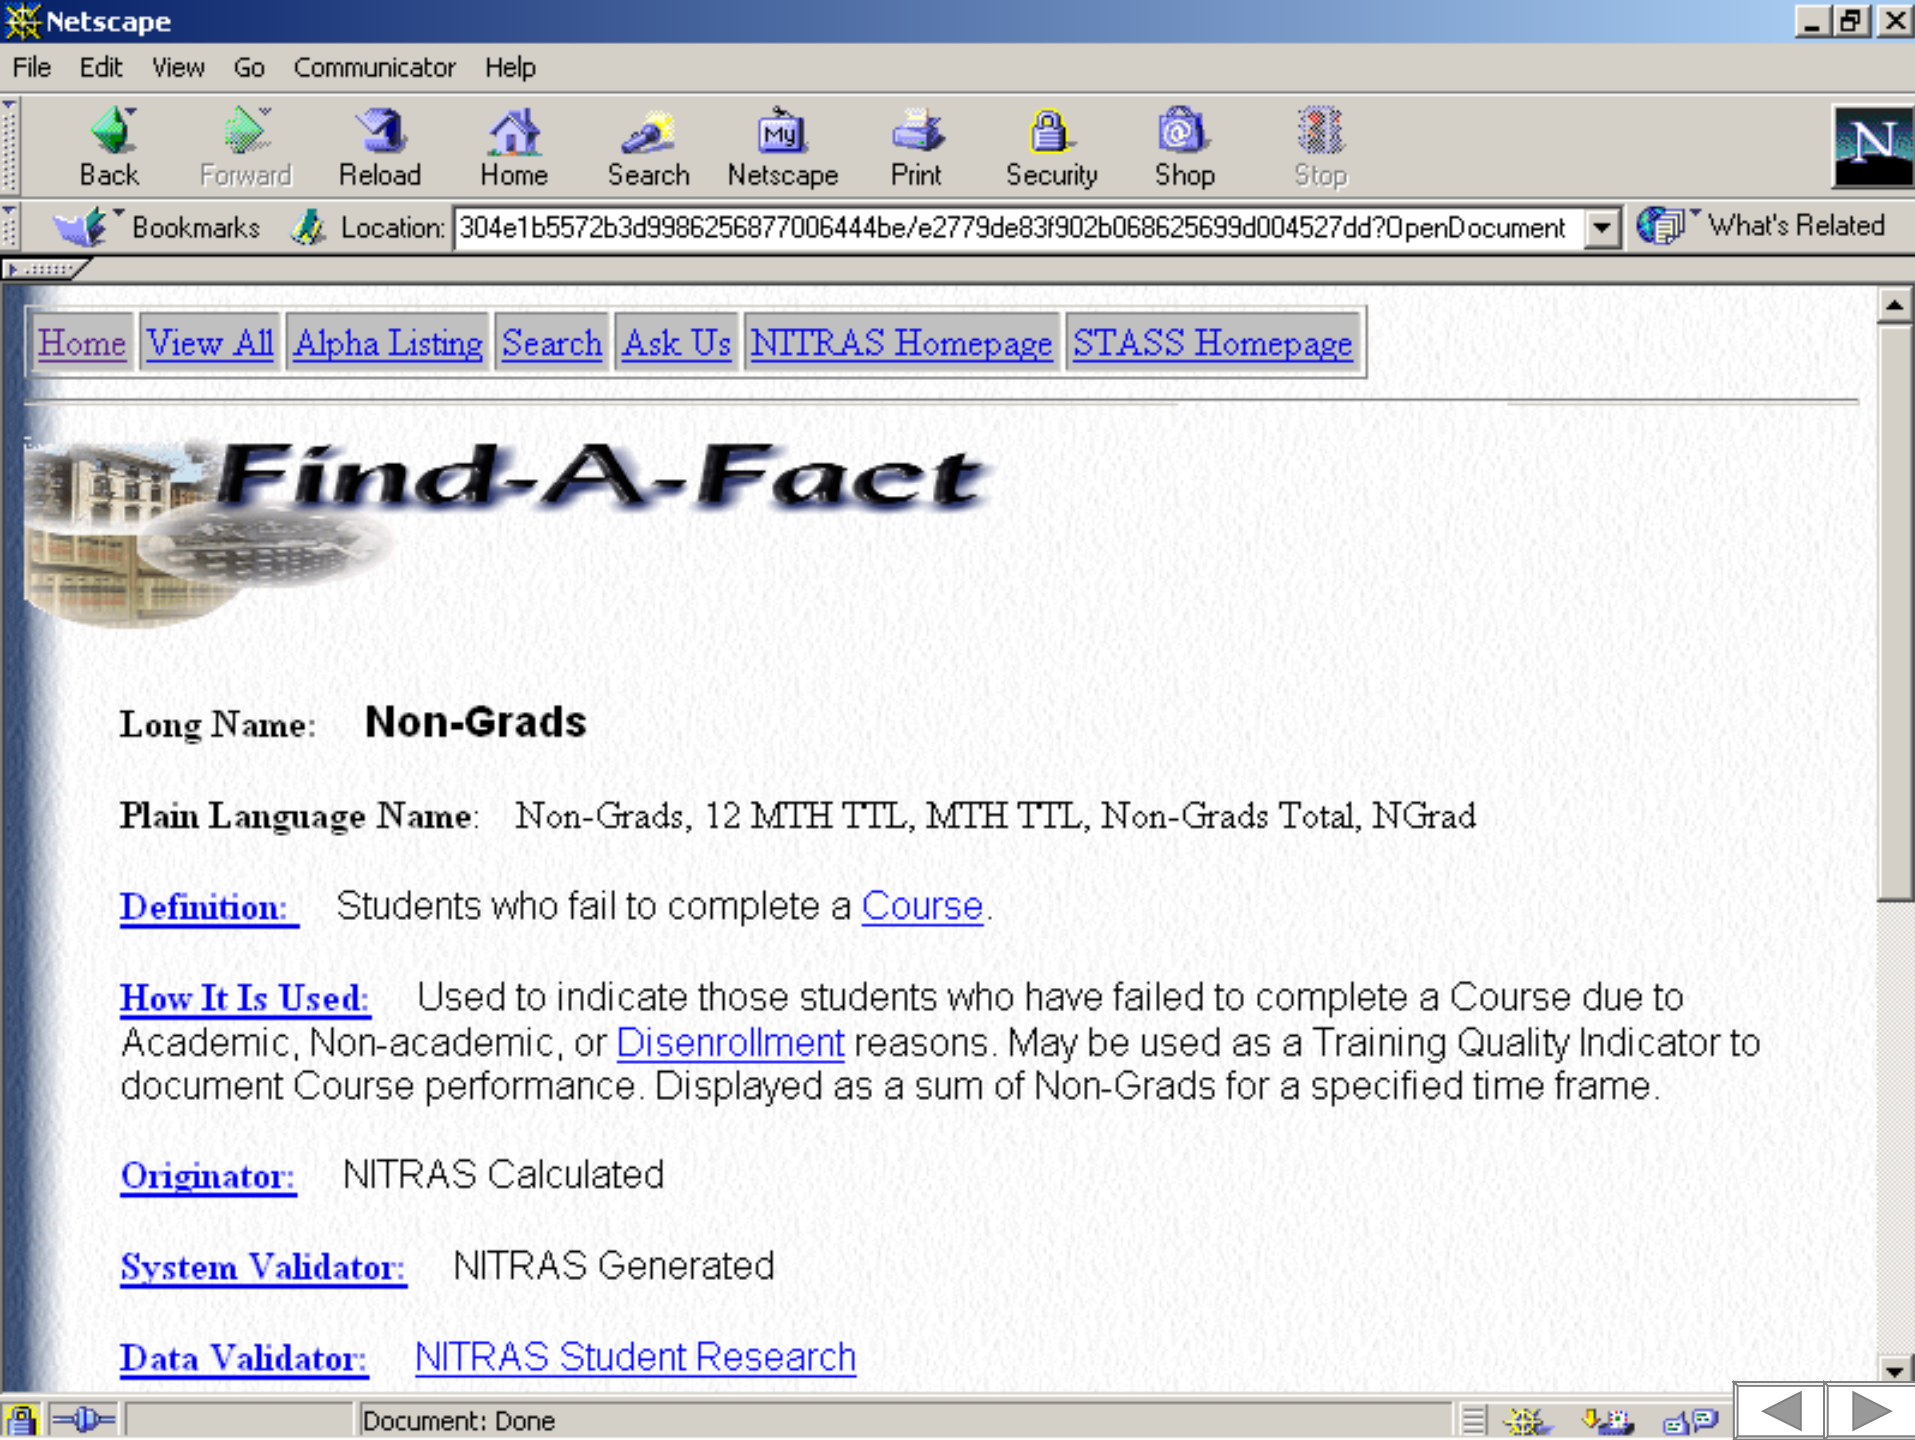 Netscape
File Edit View Go Communicator Help
My
N
Back Forward Reload Home Search Netscape Print Security Shop Stop
Bookmarks Location: 304e1b5572b3d99862568770006444be/e2779de83f902b068625699d004527dd?OpenDocument What's Related
Home View All Alpha Listing Search Ask Us NITRAS Homepage STASS Homepage
Find-A-Fact
Long Name: Non-Grads
Plain Language Name: Non-Grads, 12 MTH TTL, MTH TTL, Non-Grads Total, NGrad
Definition: Students who fail to complete a Course.
How It Is Used: Used to indicate those students who have failed to complete a Course due to
Academic, Non-academic, or Disenrollment reasons. May be used as a Training Quality Indicator to
document Course performance. Displayed as a sum of Non-Grads for a specified time frame.
Originator: NITRAS Calculated
System Validator: NITRAS Generated
Data Validator: NITRAS Student Research
Document: Done